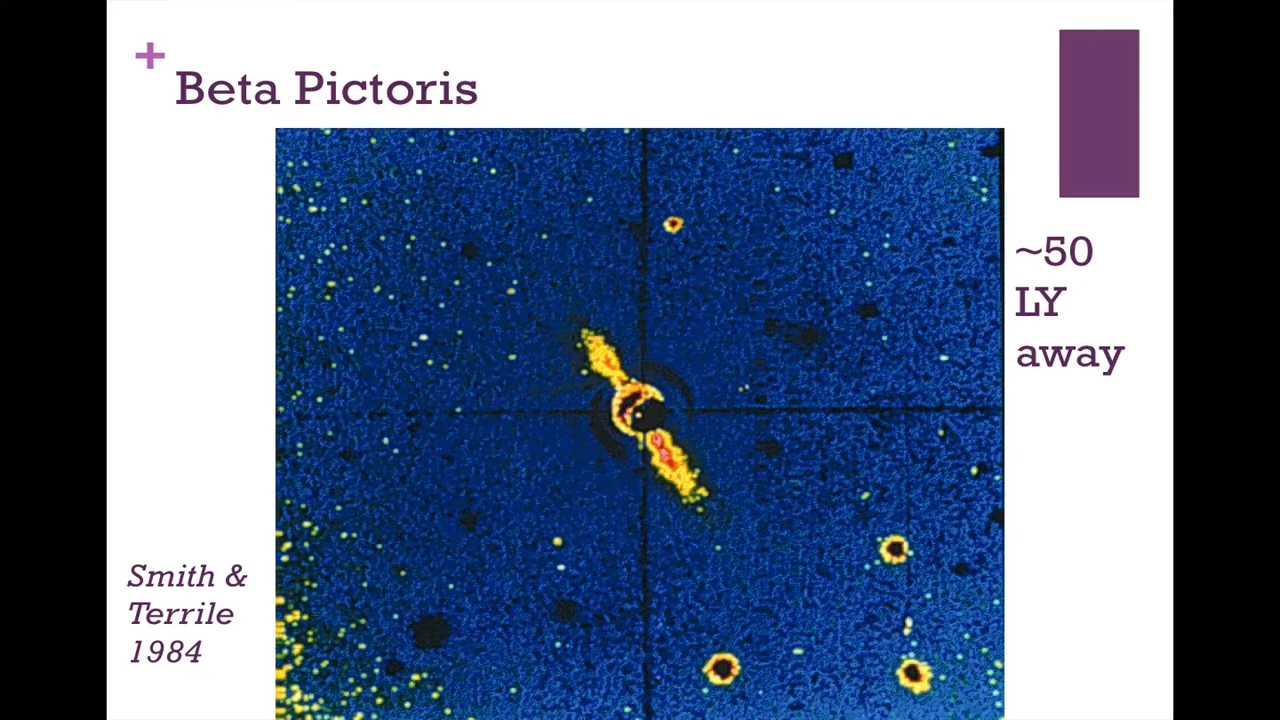 +
Beta Pictoris
~50
LY
away
Smith &
Terrile
1984